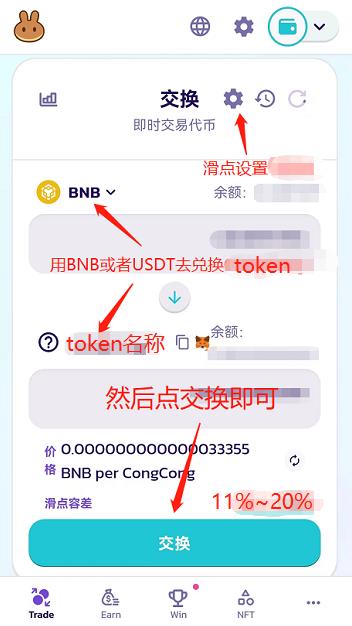 交换
即时交易代币
滑点设置
BNB
余额：
用BNB或者USDT去兑换 token
token名称
余额：
然后点交换即可
价格
0.000000000000033355
BNB per CongCong
滑点容差
11%~20%
交换
Trade
Earn
Win
NFT